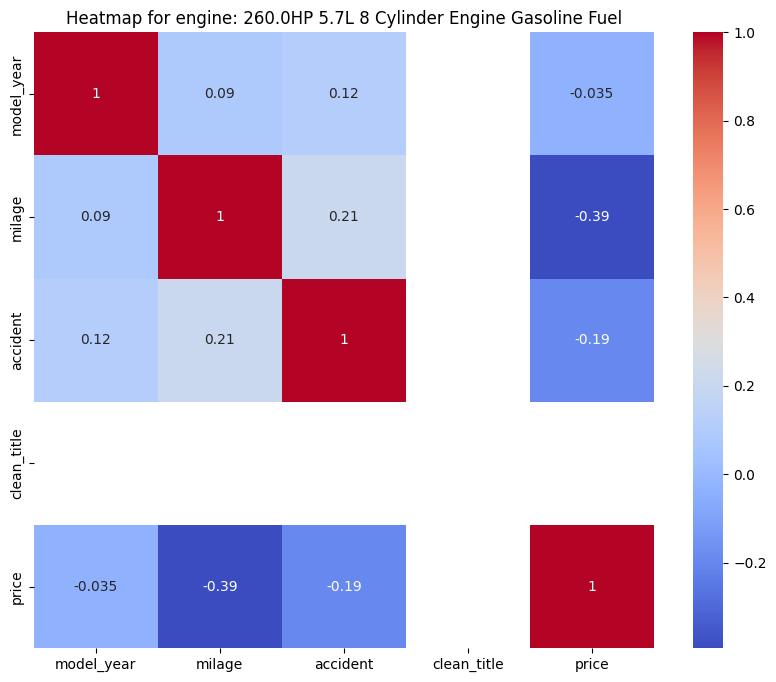 Heatmap for engine: 260.0HP 5.7L 8 Cylinder Engine Gasoline Fuel
model_year 1 0.09 0.12 -0.035
milage 0.09 1 0.21 -0.39
accident 0.12 0.21 1 -0.19
clean_title
price -0.035 -0.39 -0.19 1
model_year milage accident clean_title price
1.0
0.8
0.6
0.4
0.2
0.0
−0.2